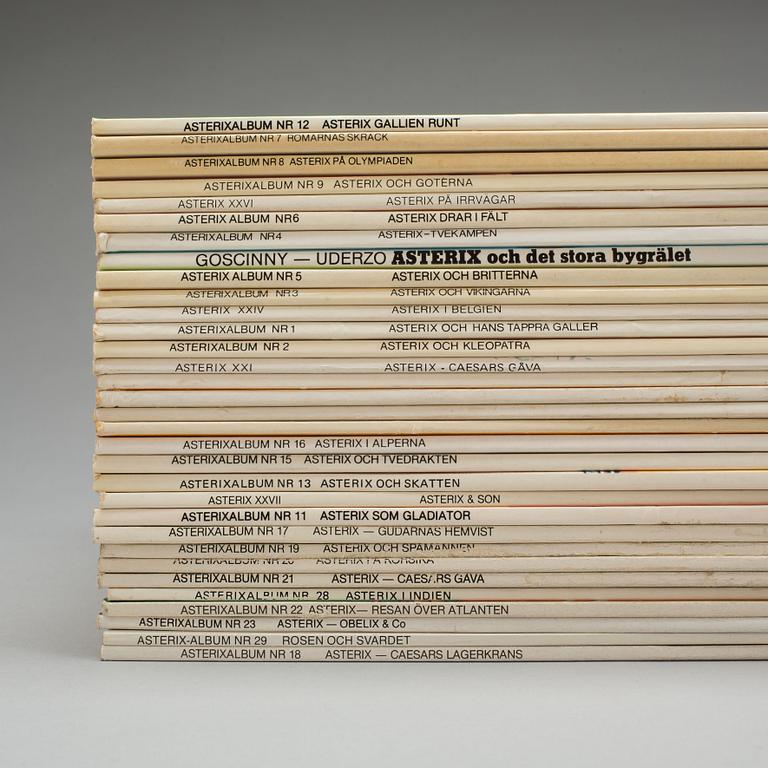 ASTERIXALBUM NR 12 ASTERIX GALLIEN RUNT
ASTERIXALBUM NR 7 ROMARNAS SKRÄCK
ASTERIXALBUM NR 8 ASTERIX PÅ OLYMPIADEN
ASTERIXALBUM NR 9 ASTERIX OCH GOTERNA
ASTERIX XXVI ASTERIX PÅ IRRVÄGAR
ASTERIX ALBUM NR6 ASTERIX DRAR I FÄLT
ASTERIXALBUM NR4 ASTERIX-TVEKAMPEN
GOSCINNY — UDERZO ASTERIX och det stora bygrälet
ASTERIX ALBUM NR 5 ASTERIX OCH BRITTERNA
ASTERIXALBUM NR3 ASTERIX OCH VIKINGARNA
ASTERIX XXIV ASTERIX I BELGIEN
ASTERIXALBUM NR1 ASTERIX OCH HANS TAPPRA GALLER
ASTERIXALBUM NR 2 ASTERIX OCH KLEOPATRA
ASTERIX XXI ASTERIX - CAESARS GÅVA
ASTERIXALBUM NR 16 ASTERIX I ALPERNA
ASTERIXALBUM NR 15 ASTERIX OCH TVEDRÄKTEN
ASTERIXALBUM NR 13 ASTERIX OCH SKATTEN
ASTERIX XXVII ASTERIX & SON
ASTERIXALBUM NR 11 ASTERIX SOM GLADIATOR
ASTERIXALBUM NR 17 ASTERIX — GUDARNAS HEMVIST
ASTERIXALBUM NR 19 ASTERIX OCH SPÅMANNEN
ASTERIXALBUM NR 20 ASTERIX PÅ KORSIKA
ASTERIXALBUM NR 21 ASTERIX — CAESARS GÅVA
ASTERIXALBUM NR 28 ASTERIX I INDIEN
ASTERIXALBUM NR 22 ASTERIX — RESAN ÖVER ATLANTEN
ASTERIXALBUM NR 23 ASTERIX — OBELIX & Co
ASTERIX-ALBUM NR 29 ROSEN OCH SVÄRDET
ASTERIXALBUM NR 18 ASTERIX — CAESARS LAGERKRANS